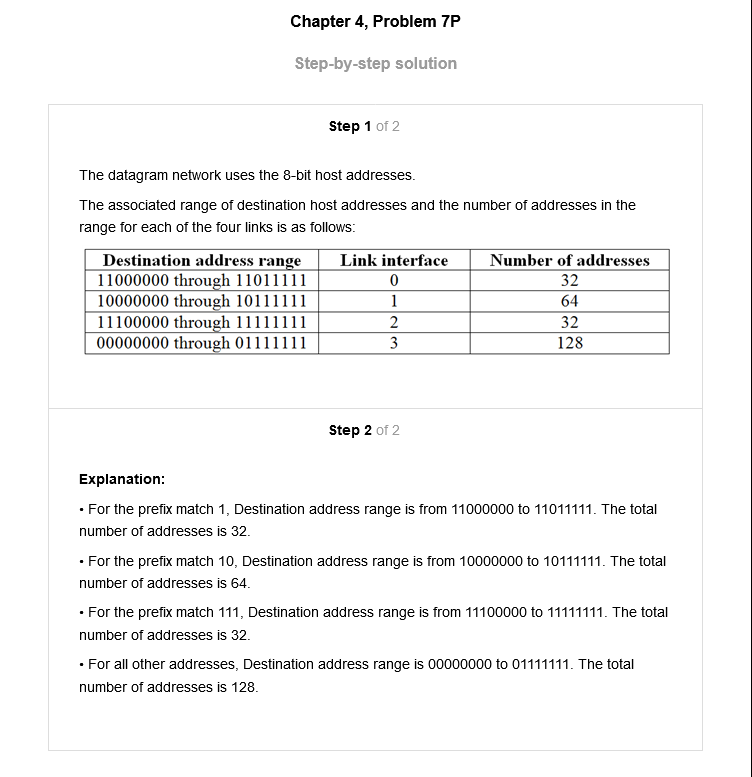 Chapter 4, Problem 7P
Step-by-step solution
Step 1 of 2
The datagram network uses the 8-bit host addresses.
The associated range of destination host addresses and the number of addresses in the
range for each of the four links is as follows:
Destination address range Link interface Number of addresses
11000000 through 11011111 0 32
10000000 through 10111111 1 64
11100000 through 11111111 2 32
00000000 through 01111111 3 128
Step 2 of 2
Explanation:
• For the prefix match 1, Destination address range is from 11000000 to 11011111. The total
number of addresses is 32.
• For the prefix match 10, Destination address range is from 10000000 to 10111111. The total
number of addresses is 64.
• For the prefix match 111, Destination address range is from 11100000 to 11111111. The total
number of addresses is 32.
• For all other addresses, Destination address range is 00000000 to 01111111. The total
number of addresses is 128.